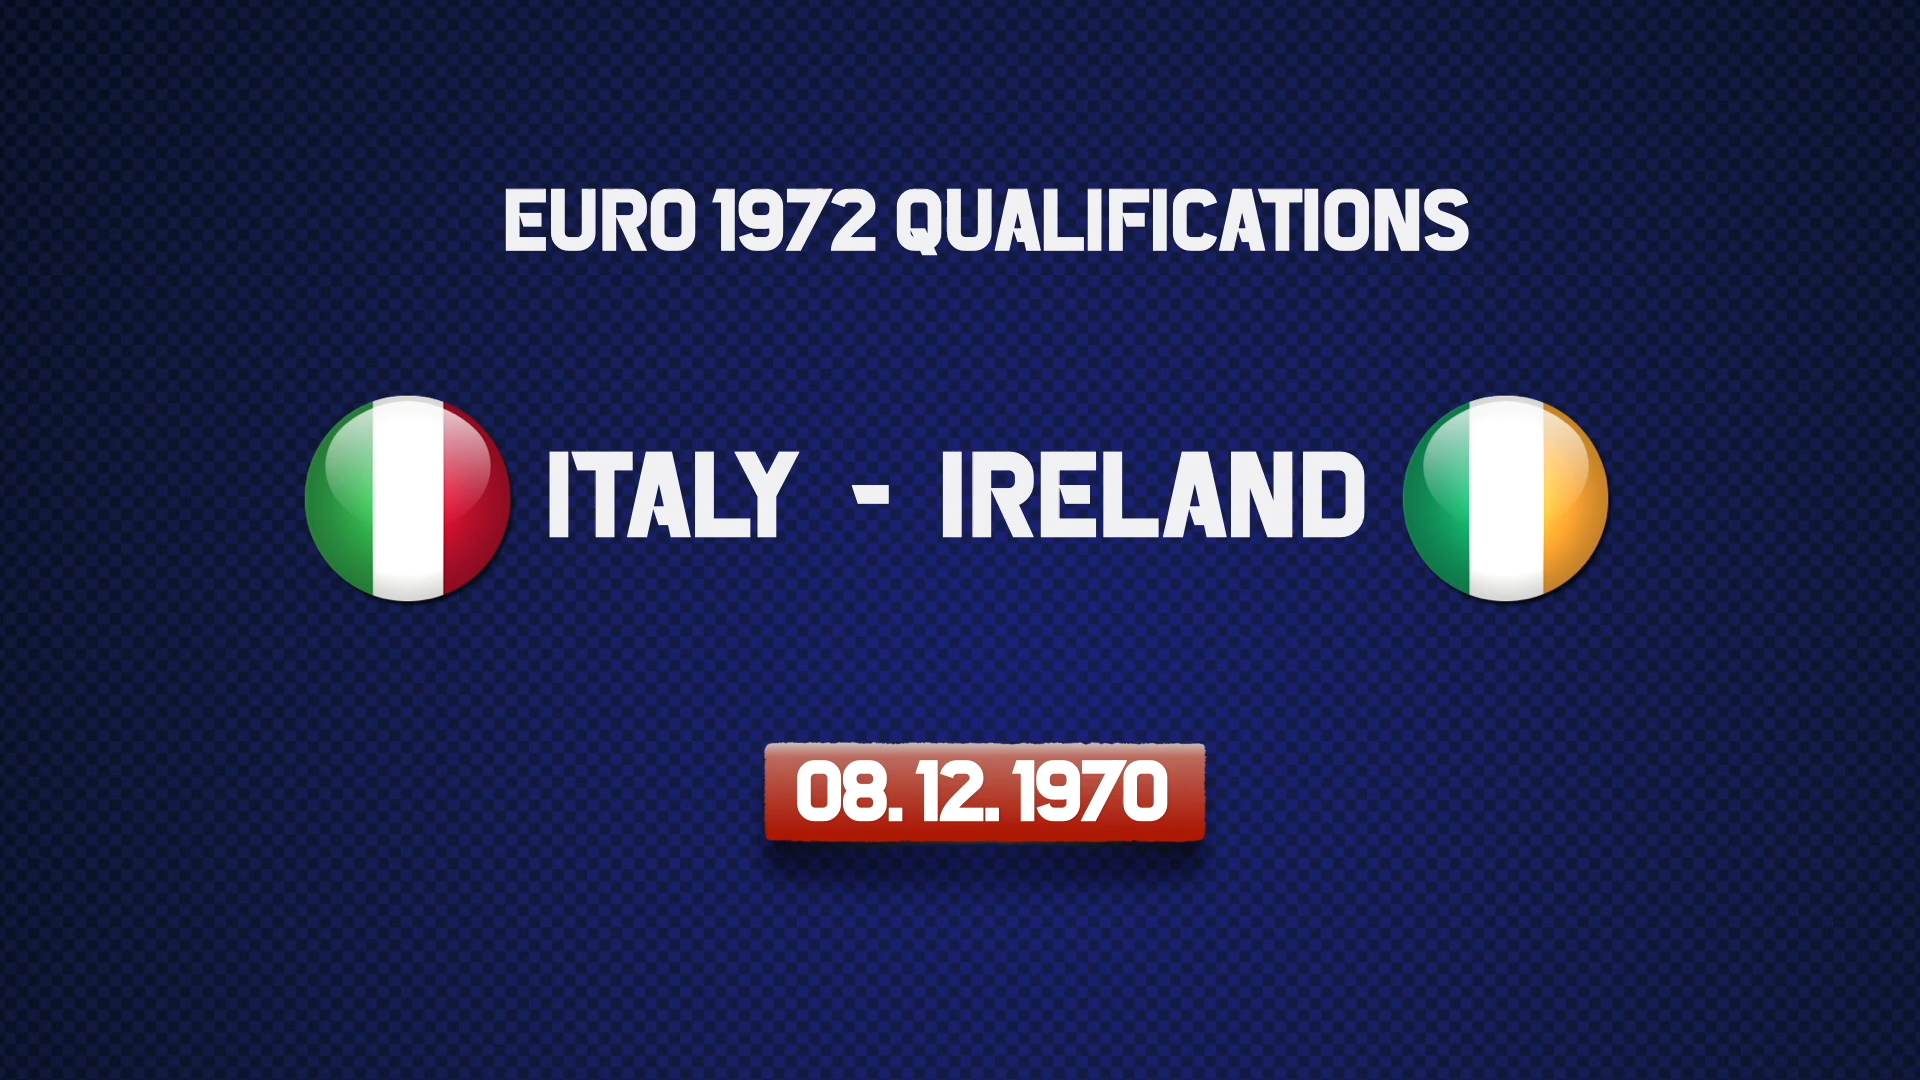 EURO 1972 QUALIFICATIONS
ITALY - IRELAND
08. 12. 1970